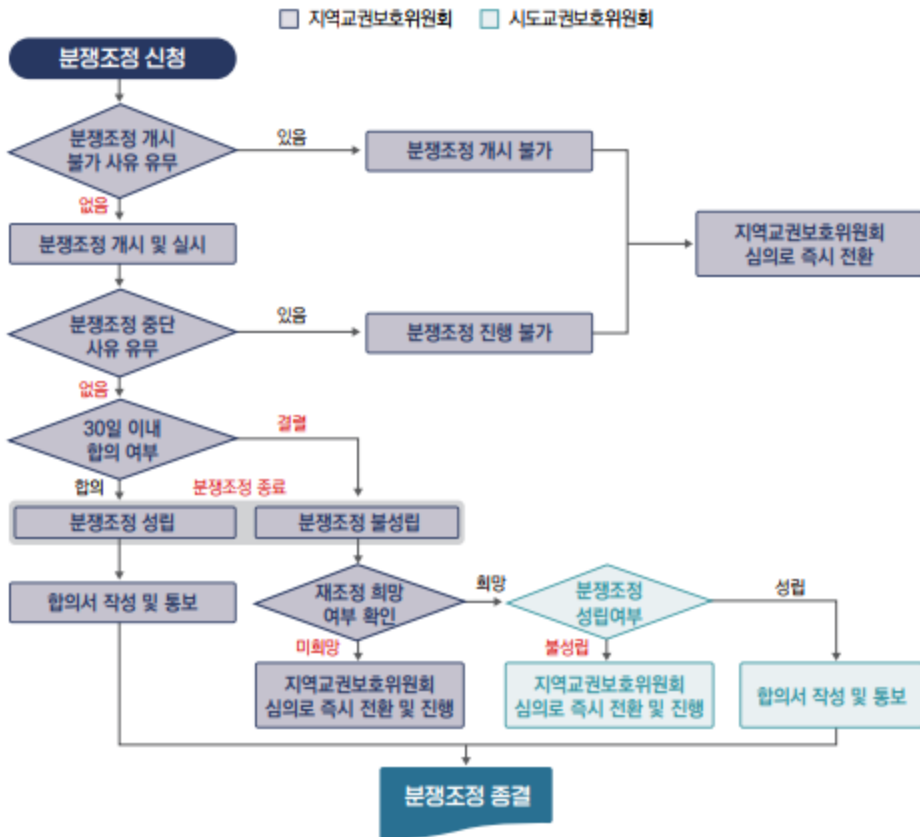 지역교권보호위원회 시도교권보호위원회
분쟁조정 신청
분쟁조정 개시
불가 사유 유무
있음
분쟁조정 개시 불가
없음
분쟁조정 개시 및 실시
지역교권보호위원회
심의로 즉시 전환
분쟁조정 중단
사유 유무
있음
분쟁조정 진행 불가
없음
30일 이내
합의 여부
결렬
합의
분쟁조정 종료
분쟁조정 성립
분쟁조정 불성립
합의서 작성 및 통보
재조정 희망
여부 확인
희망
분쟁조정
성립여부
성립
미희망
불성립
지역교권보호위원회
심의로 즉시 전환 및 진행
지역교권보호위원회
심의로 즉시 전환 및 진행
합의서 작성 및 통보
분쟁조정 종결